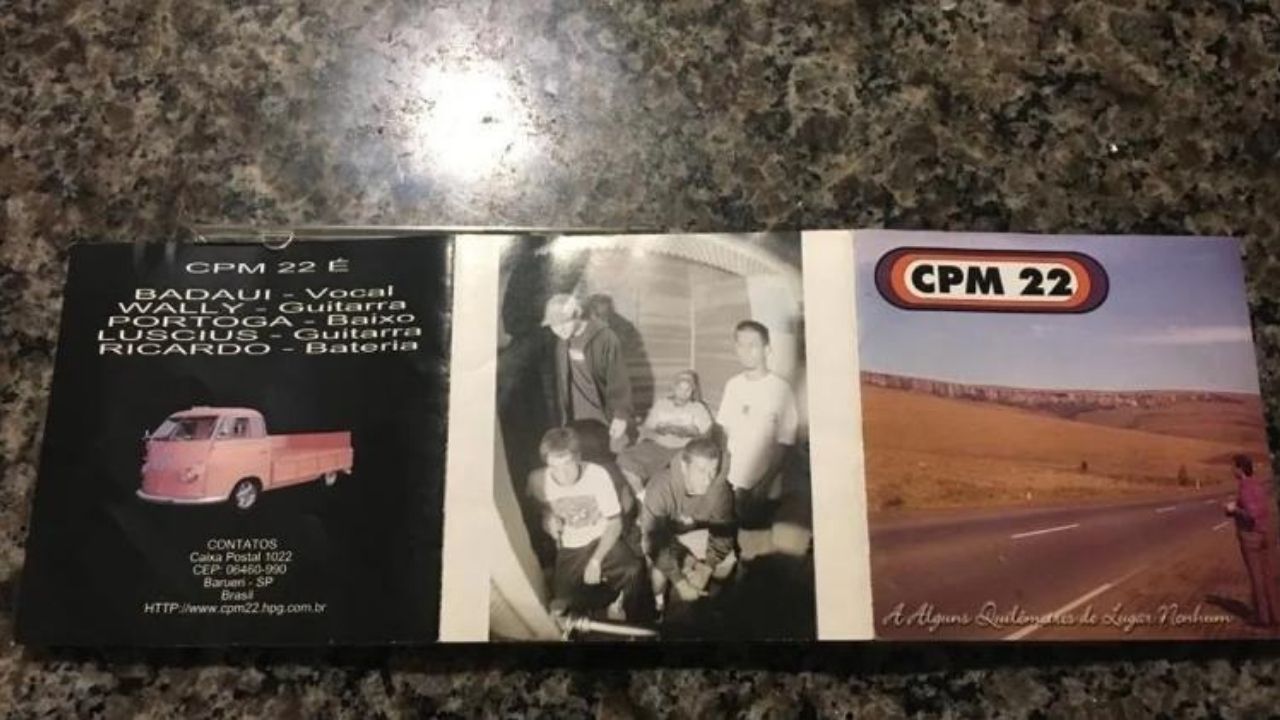 CPM 22 É
BADAUI - Vocal
WALLY - Guitarra
PORTOGA - Baixo
LUSCIUS - Guitarra
RICARDO - Bateria
CONTATOS
Caixa Postal 1022
CEP: 06460-990
Barueri - SP
Brasil
HTTP://www.cpm22.hpg.com.br
CPM 22
A Alguns Quilômetros de Lugar Nenhum